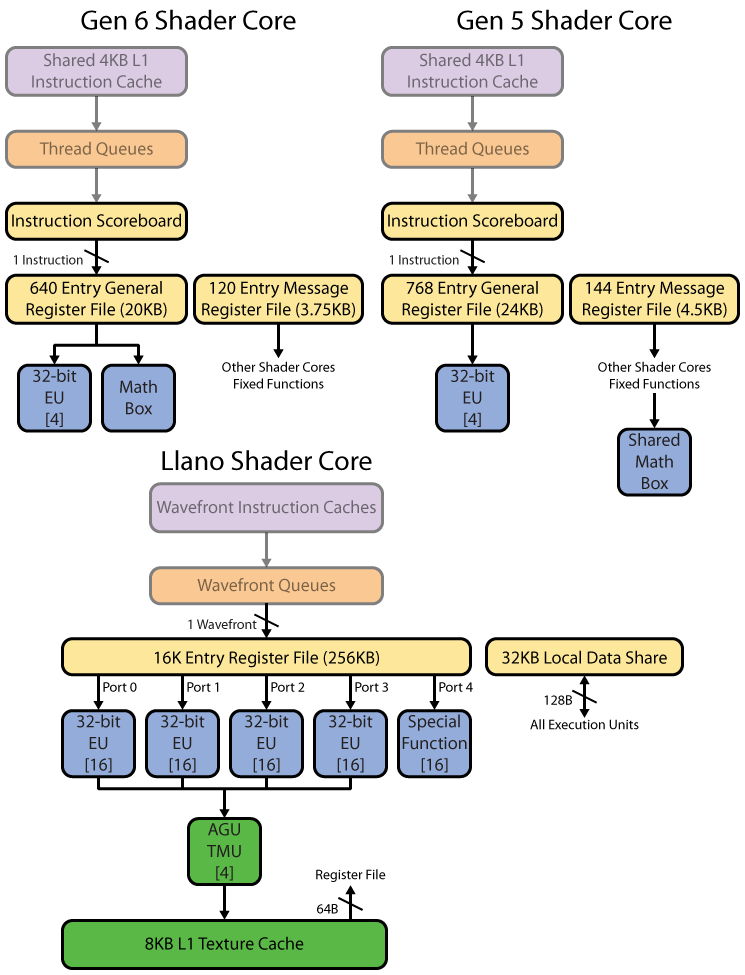 Gen 6 Shader Core
Shared 4KB L1
Instruction Cache
Thread Queues
Instruction Scoreboard
1 Instruction
640 Entry General
Register File (20KB)
120 Entry Message
Register File (3.75KB)
32-bit
EU
[4]
Math
Box
Other Shader Cores
Fixed Functions
Gen 5 Shader Core
Shared 4KB L1
Instruction Cache
Thread Queues
Instruction Scoreboard
1 Instruction
768 Entry General
Register File (24KB)
144 Entry Message
Register File (4.5KB)
32-bit
EU
[4]
Other Shader Cores
Fixed Functions
Shared
Math
Box
Llano Shader Core
Wavefront Instruction Caches
Wavefront Queues
1 Wavefront
16K Entry Register File (256KB)
32KB Local Data Share
Port 0
Port 1
Port 2
Port 3
Port 4
32-bit
EU
[16]
32-bit
EU
[16]
32-bit
EU
[16]
32-bit
EU
[16]
Special
Function
[16]
128B
All Execution Units
AGU
TMU
[4]
Register File
64B
8KB L1 Texture Cache